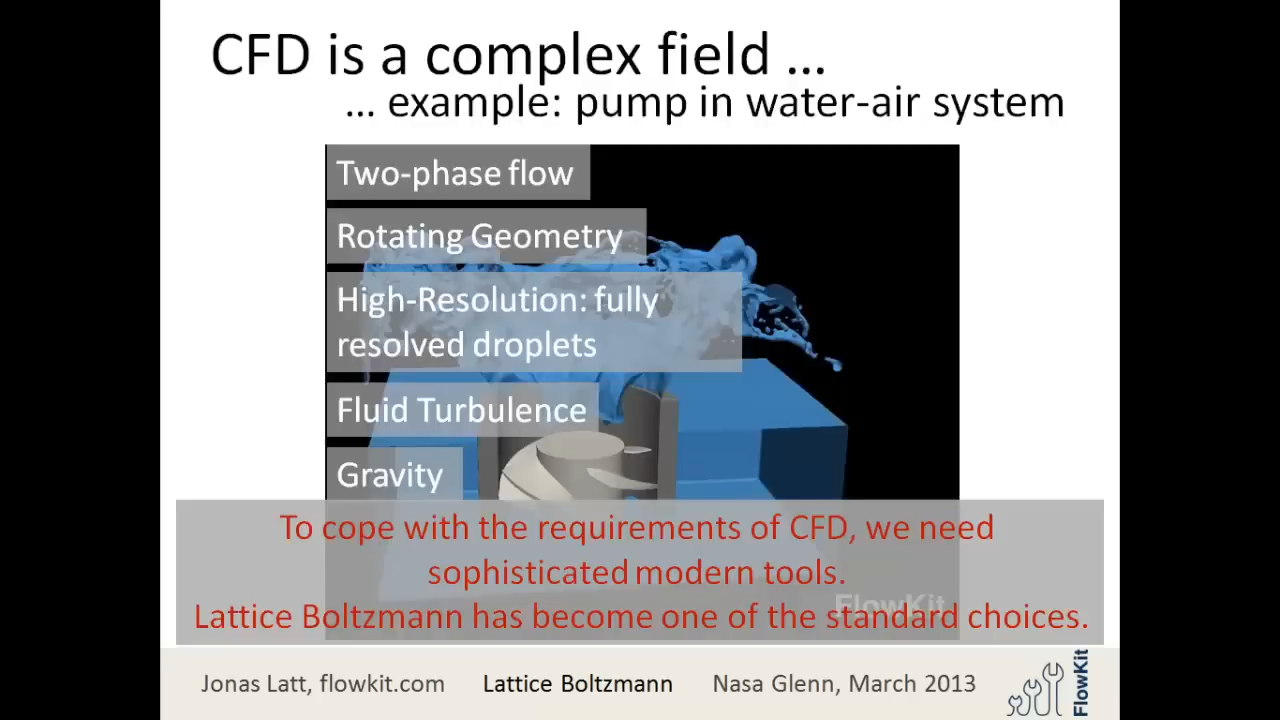 CFD is a complex field …
… example: pump in water-air system
Two-phase flow
Rotating Geometry
High-Resolution: fully
resolved droplets
Fluid Turbulence
Gravity
To cope with the requirements of CFD, we need
sophisticated modern tools.
FlowKit
Lattice Boltzmann has become one of the standard choices.
Jonas Latt, flowkit.com Lattice Boltzmann Nasa Glenn, March 2013
FlowKit